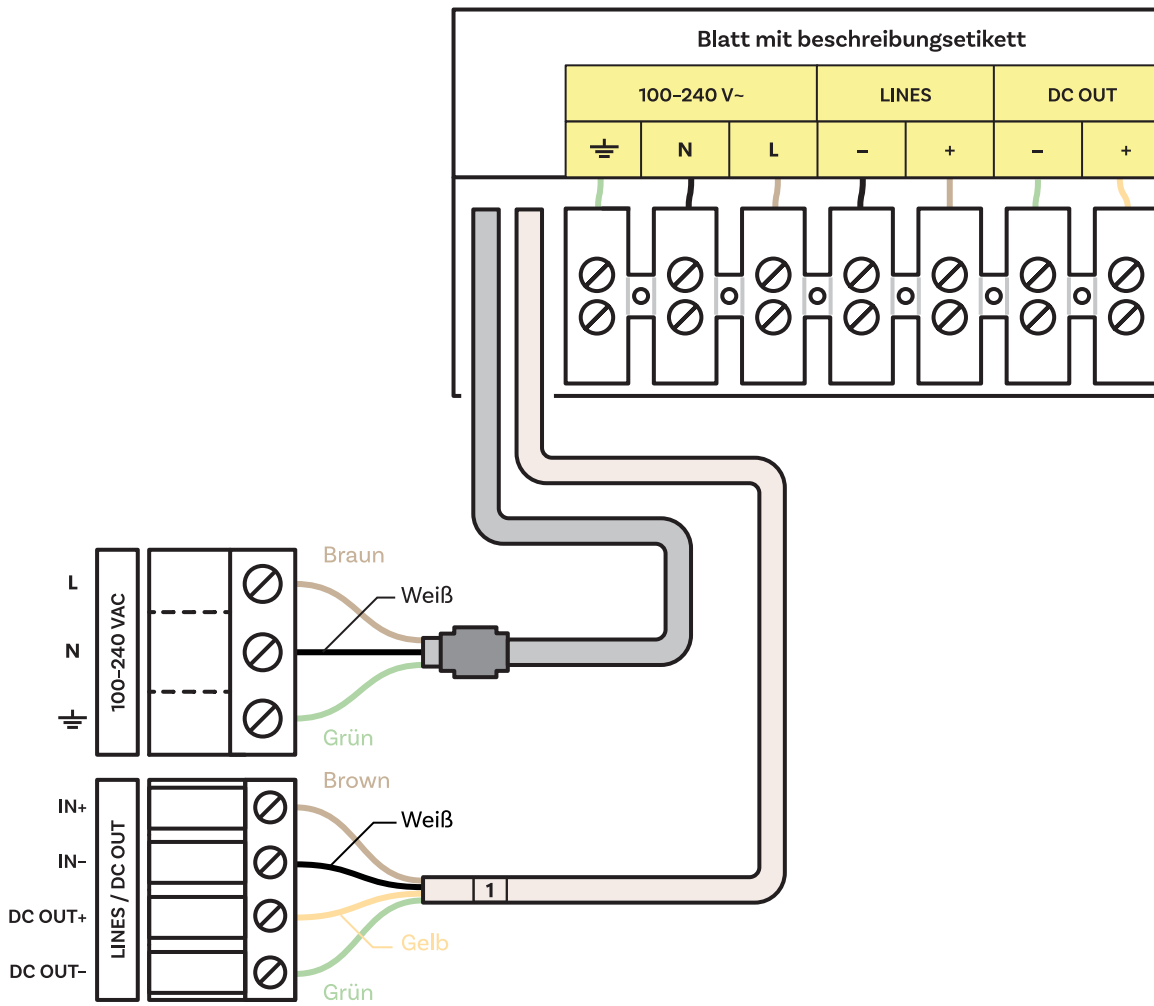 Blatt mit beschreibungsetikett
100–240 V~ LINES DC OUT
N L – + – +
Braun
L
Weiß
100–240 VAC
N
Grün
Brown
IN+
Weiß
LINES / DC OUT
IN–
1
DC OUT+
Gelb
DC OUT–
Grün